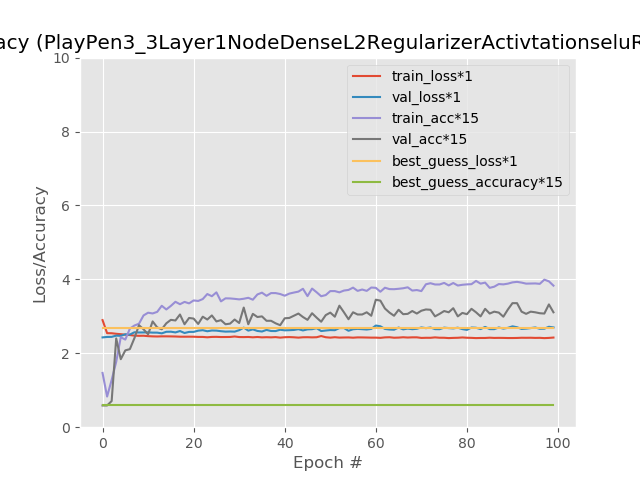 acy (PlayPen3_3Layer1NodeDenseL2RegularizerActivtationseluR
10
8
6
4
2
0
Loss/Accuracy
train_loss*1
val_loss*1
train_acc*15
val_acc*15
best_guess_loss*1
best_guess_accuracy*15
0 20 40 60 80 100
Epoch #